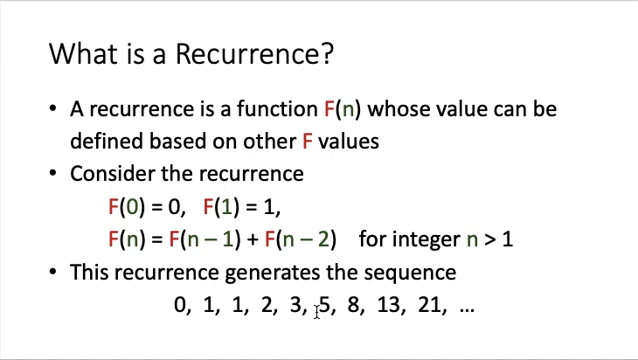 What is a Recurrence?
• A recurrence is a function F(n) whose value can be
defined based on other F values
• Consider the recurrence
F(0) = 0, F(1) = 1,
F(n) = F(n – 1) + F(n – 2) for integer n > 1
• This recurrence generates the sequence
0, 1, 1, 2, 3, 5, 8, 13, 21, ...